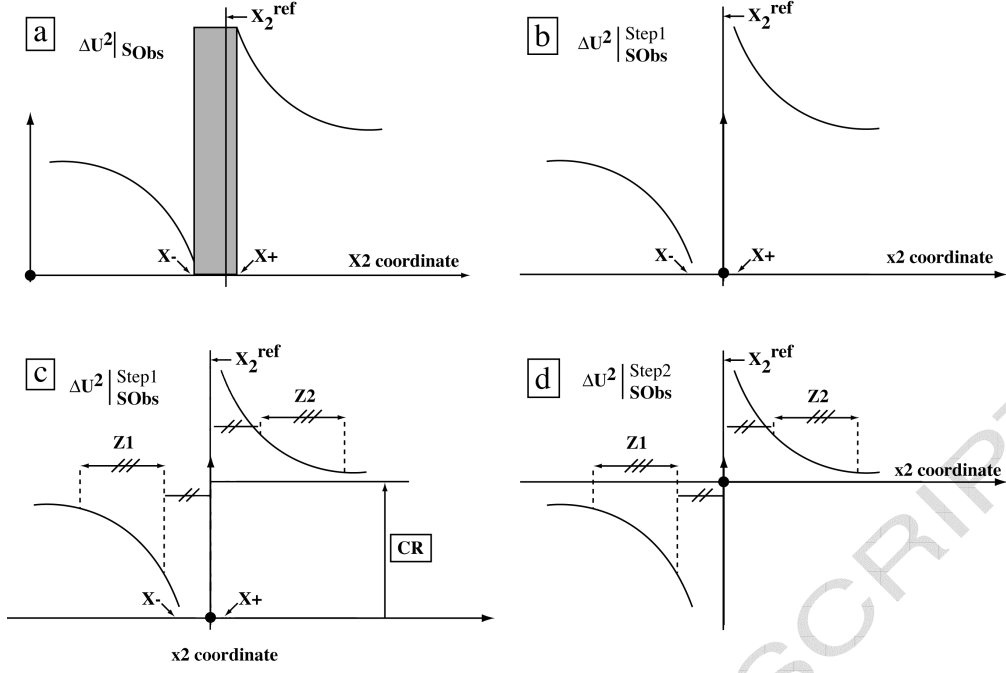 a
ΔU² | SObs
X₂ʳᵉᶠ
X-
X+
X2 coordinate
b
ΔU² | Step1 SObs
X₂ʳᵉᶠ
X-
X+
x2 coordinate
c
ΔU² | Step1 SObs
X₂ʳᵉᶠ
Z2
Z1
CR
X-
X+
x2 coordinate
d
ΔU² | Step2 SObs
X₂ʳᵉᶠ
Z2
Z1
x2 coordinate
SCRIPT